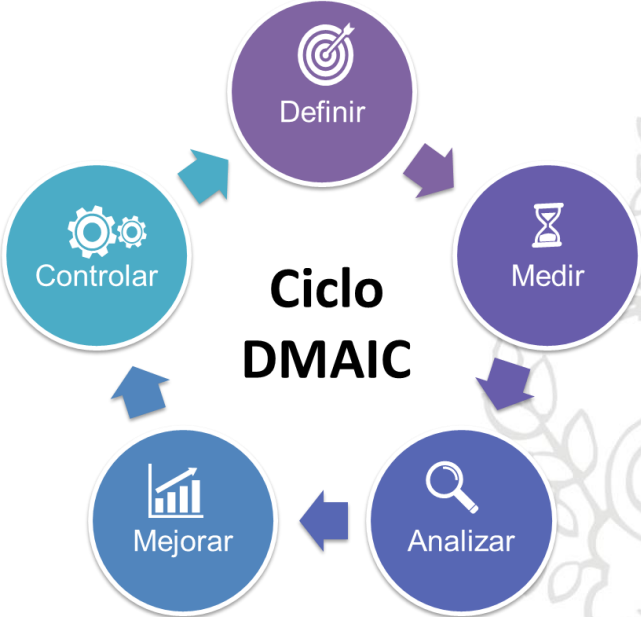 Definir
Medir
Analizar
Mejorar
Controlar
Ciclo
DMAIC